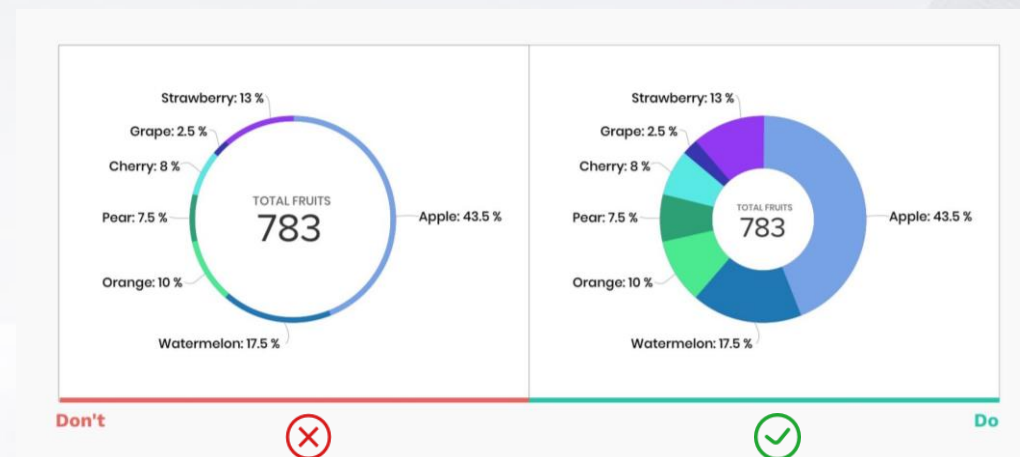 Strawberry: 13 %
Grape: 2.5 %
Cherry: 8 %
Pear: 7.5 %
Orange: 10 %
Watermelon: 17.5 %
Apple: 43.5 %
TOTAL FRUITS
783
Strawberry: 13 %
Grape: 2.5 %
Cherry: 8 %
Pear: 7.5 %
Orange: 10 %
Watermelon: 17.5 %
Apple: 43.5 %
TOTAL FRUITS
783
Don't
Do